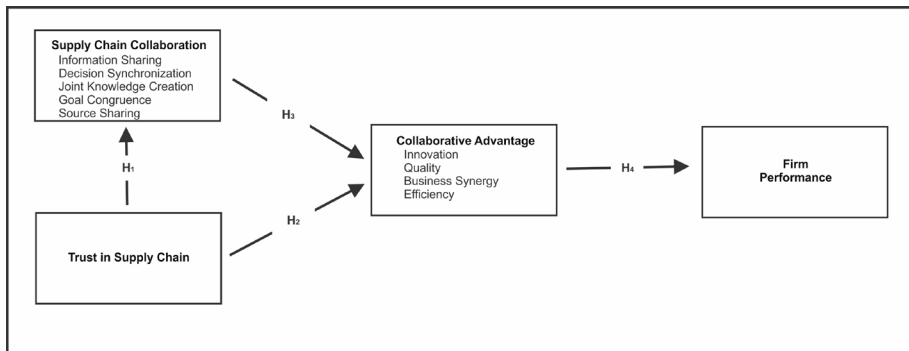 Supply Chain Collaboration
Information Sharing
Decision Synchronization
Joint Knowledge Creation
Goal Congruence
Source Sharing
H3
H1
Collaborative Advantage
Innovation
Quality
Business Synergy
Efficiency
H4
Firm
Performance
H2
Trust in Supply Chain